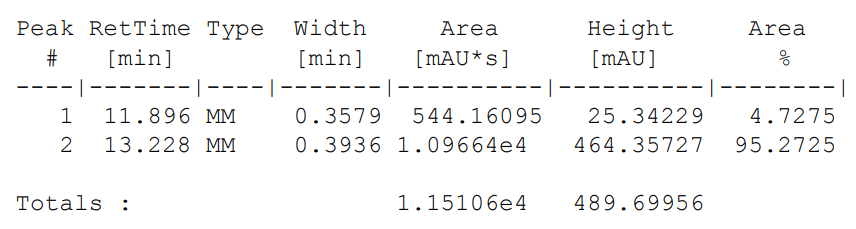 Peak RetTime Type  Width     Area      Height     Area
  #   [min]        [min]   [mAU*s]     [mAU]        %
----|-------|----|-------|----------|----------|--------|
   1  11.896 MM    0.3579  544.16095   25.34229   4.7275
   2  13.228 MM    0.3936 1.09664e4  464.35727  95.2725
Totals :                  1.15106e4  489.69956